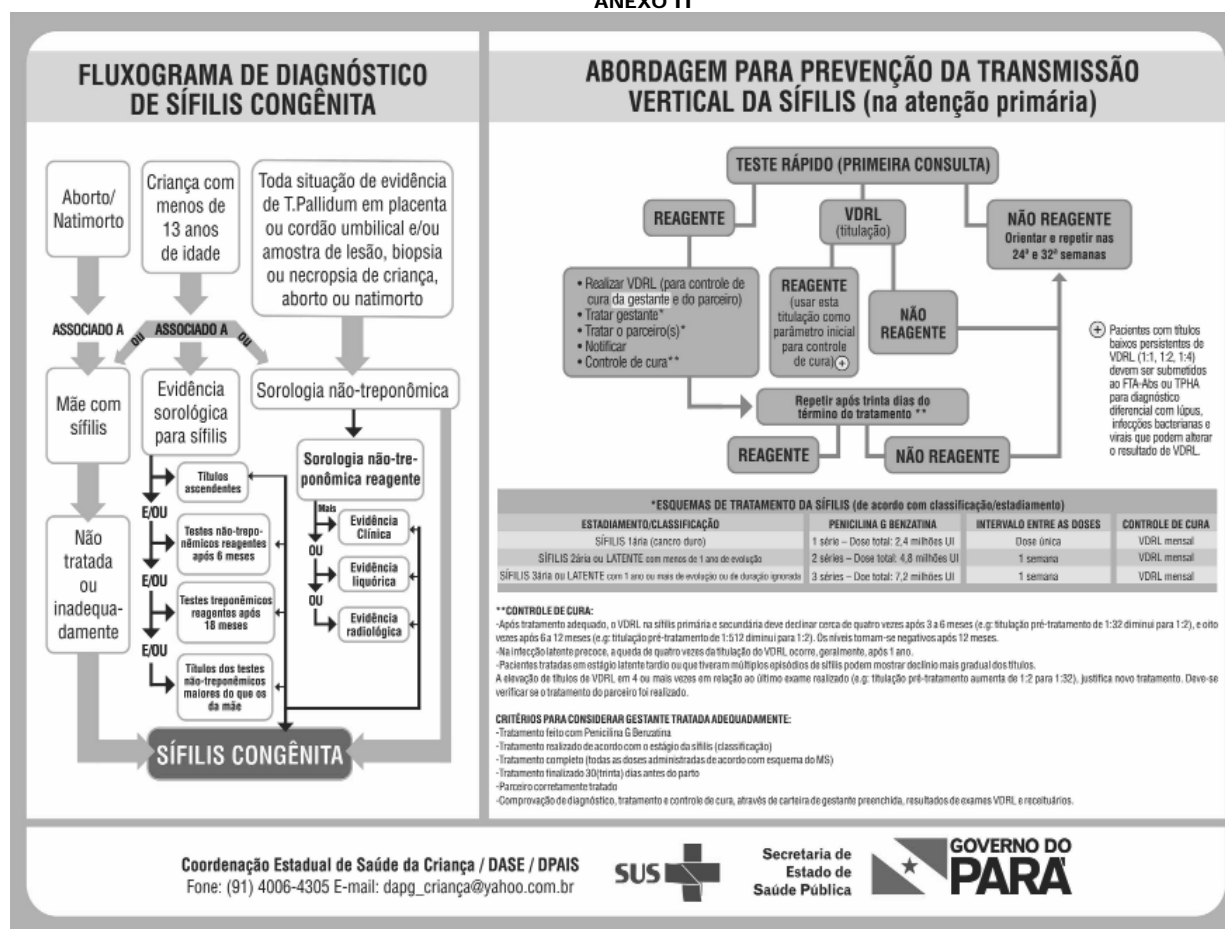 ANEXO II
FLUXOGRAMA DE DIAGNÓSTICO
DE SÍFILIS CONGÊNITA
Aborto/
Natimorto
Criança com
menos de
13 anos
de idade
Toda situação de evidência
de T.Pallidum em placenta
ou cordão umbilical e/ou
amostra de lesão, biopsia
ou necropsia de criança,
aborto ou natimorto
ASSOCIADO A
OU
ASSOCIADO A
OU
Mãe com
sífilis
Evidência
sorológica
para sífilis
Sorologia não-treponômica
Não
tratada
ou
inadequa-
damente
E/OU
Títulos
ascendentes
E/OU
Testes não-trepo-
nêmicos reagentes
após 6 meses
E/OU
Testes treponêmicos
reagentes após
18 meses
E/OU
Títulos dos testes
não-treponêmicos
maiores do que os
da mãe
Sorologia não-tre-
ponômica reagente
Mais
Evidência
Clínica
OU
Evidência
liquórica
OU
Evidência
radiológica
SÍFILIS CONGÊNITA
ABORDAGEM PARA PREVENÇÃO DA TRANSMISSÃO
VERTICAL DA SÍFILIS (na atenção primária)
TESTE RÁPIDO (PRIMEIRA CONSULTA)
REAGENTE
VDRL
(titulação)
NÃO REAGENTE
Orientar e repetir nas
24ª e 32ª semanas
• Realizar VDRL (para controle de
cura da gestante e do parceiro)
• Tratar gestante*
• Tratar o parceiro(s)*
• Notificar
• Controle de cura**
REAGENTE
(usar esta
titulação como
parâmetro inicial
para controle
de cura)+
NÃO
REAGENTE
+ Pacientes com títulos
baixos persistentes de
VDRL (1:1, 1:2, 1:4)
devem ser submetidos
ao FTA-Abs ou TPHA
para diagnóstico
diferencial com lúpus,
infecções bacterianas e
virais que podem alterar
o resultado de VDRL.
Repetir após trinta dias do
término do tratamento **
REAGENTE
NÃO REAGENTE
*ESQUEMAS DE TRATAMENTO DA SÍFILIS (de acordo com classificação/estadiamento)
ESTADIAMENTO/CLASSIFICAÇÃO PENICILINA G BENZATINA INTERVALO ENTRE AS DOSES CONTROLE DE CURA
SÍFILIS 1ária (cancro duro) 1 série – Dose total: 2,4 milhões UI Dose única VDRL mensal
SÍFILIS 2ária ou LATENTE com menos de 1 ano de evolução 2 séries – Dose total: 4,8 milhões UI 1 semana VDRL mensal
SÍFILIS 3ária ou LATENTE com 1 ano ou mais de evolução ou de duração ignorada 3 séries – Doe total: 7,2 milhões UI 1 semana VDRL mensal
**CONTROLE DE CURA:
-Após tratamento adequado, o VDRL na sífilis primária e secundária deve declinar cerca de quatro vezes após 3 a 6 meses (e.g: titulação pré-tratamento de 1:32 diminui para 1:2), e oito
vezes após 6 a 12 meses (e.g: titulação pré-tratamento de 1:512 diminui para 1:2). Os níveis tornam-se negativos após 12 meses.
-Na infecção latente precoce, a queda de quatro vezes da titulação do VDRL ocorre, geralmente, após 1 ano.
-Pacientes tratadas em estágio latente tardio ou que tiveram múltiplos episódios de sífilis podem mostrar declínio mais gradual dos títulos.
A elevação de títulos de VDRL em 4 ou mais vezes em relação ao último exame realizado (e.g: titulação pré-tratamento aumenta de 1:2 para 1:32), justifica novo tratamento. Deve-se
verificar se o tratamento do parceiro foi realizado.
CRITÉRIOS PARA CONSIDERAR GESTANTE TRATADA ADEQUADAMENTE:
-Tratamento feito com Penicilina G Benzatina
-Tratamento realizado de acordo com o estágio da sífilis (classificação)
-Tratamento completo (todas as doses administradas de acordo com esquema do MS)
-Tratamento finalizado 30(trinta) dias antes do parto
-Parceiro corretamente tratado
-Comprovação de diagnóstico, tratamento e controle de cura, através de carteira de gestante preenchida, resultados de exames VDRL e receituários.
Coordenação Estadual de Saúde da Criança / DASE / DPAIS
Fone: (91) 4006-4305 E-mail: dapg_criança@yahoo.com.br
SUS
Secretaria de
Estado de
Saúde Pública
GOVERNO DO
PARÁ